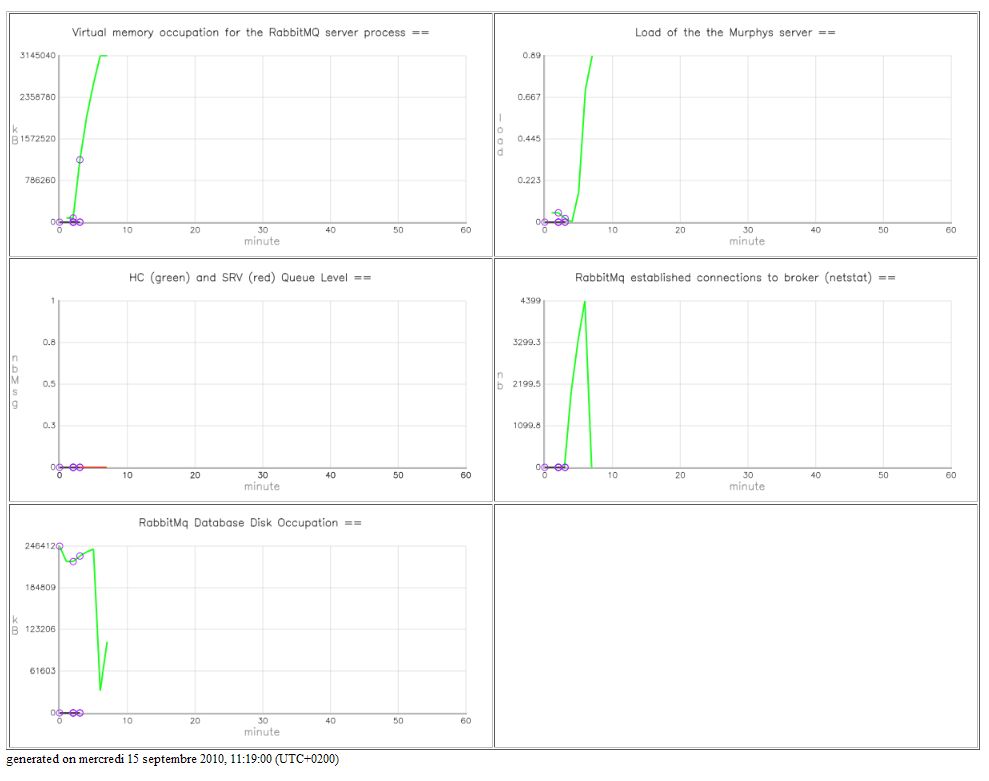 Virtual memory occupation for the RabbitMQ server process ==
3145040
2358780
1572520
786260
0
kB
0 10 20 30 40 50 60
minute
Load of the the Murphys server ==
0.89
0.667
0.445
0.223
0
load
0 10 20 30 40 50 60
minute
HC (green) and SRV (red) Queue Level ==
1
0.8
0.5
0.3
0
nbMsg
0 10 20 30 40 50 60
minute
RabbitMq established connections to broker (netstat) ==
4399
3299.3
2199.5
1099.8
0
nb
0 10 20 30 40 50 60
minute
RabbitMq Database Disk Occupation ==
246412
184809
123206
61603
0
kB
0 10 20 30 40 50 60
minute
generated on mercredi 15 septembre 2010, 11:19:00 (UTC+0200)